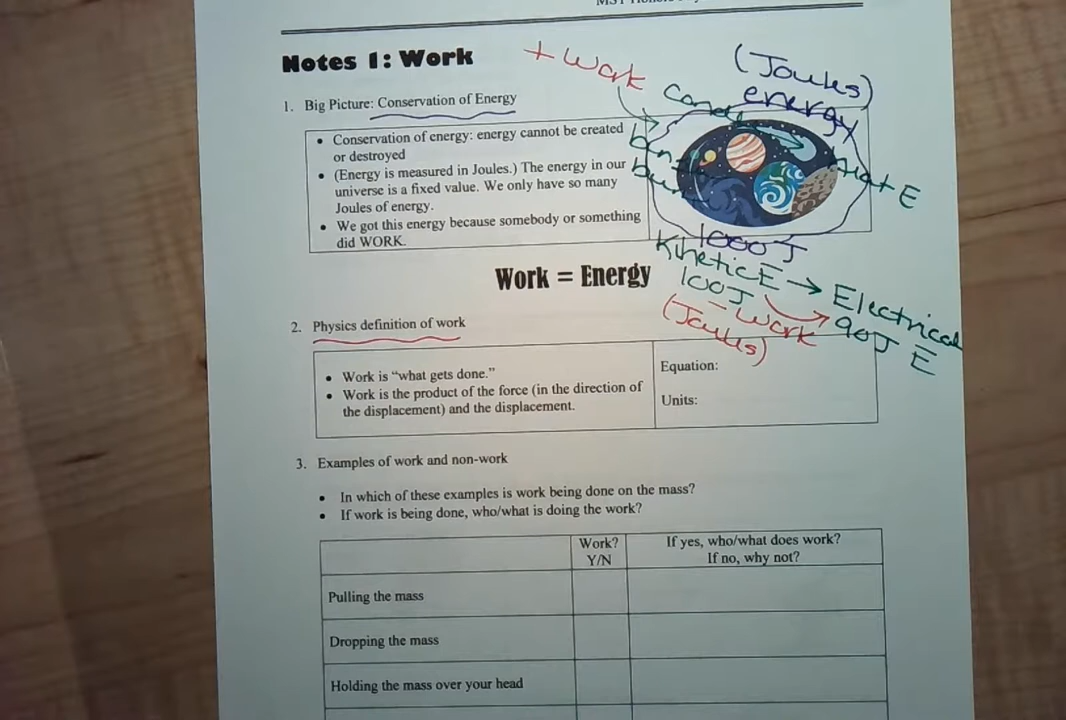 Notes 1: Work
+ Work
(Joules)
energy
1. Big Picture: Conservation of Energy
• Conservation of energy: energy cannot be created
or destroyed
• (Energy is measured in Joules.) The energy in our
universe is a fixed value. We only have so many
Joules of energy.
• We got this energy because somebody or something
did WORK.
E
1000 J
Kinetic E → Electrical E
100J
90J
- Work
(Joules)
Work = Energy
2. Physics definition of work
• Work is “what gets done.”
• Work is the product of the force (in the direction of
the displacement) and the displacement.
Equation:
Units:
3. Examples of work and non-work
• In which of these examples is work being done on the mass?
• If work is being done, who/what is doing the work?
Work?
Y/N
If yes, who/what does work?
If no, why not?
Pulling the mass
Dropping the mass
Holding the mass over your head